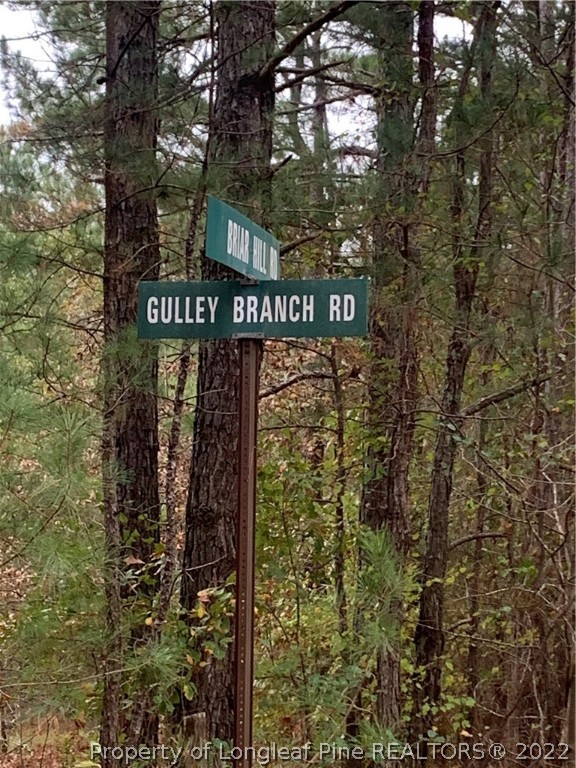 BRIAR HILL RD
GULLEY BRANCH RD
Property of Longleaf Pine REALTORS® 2022